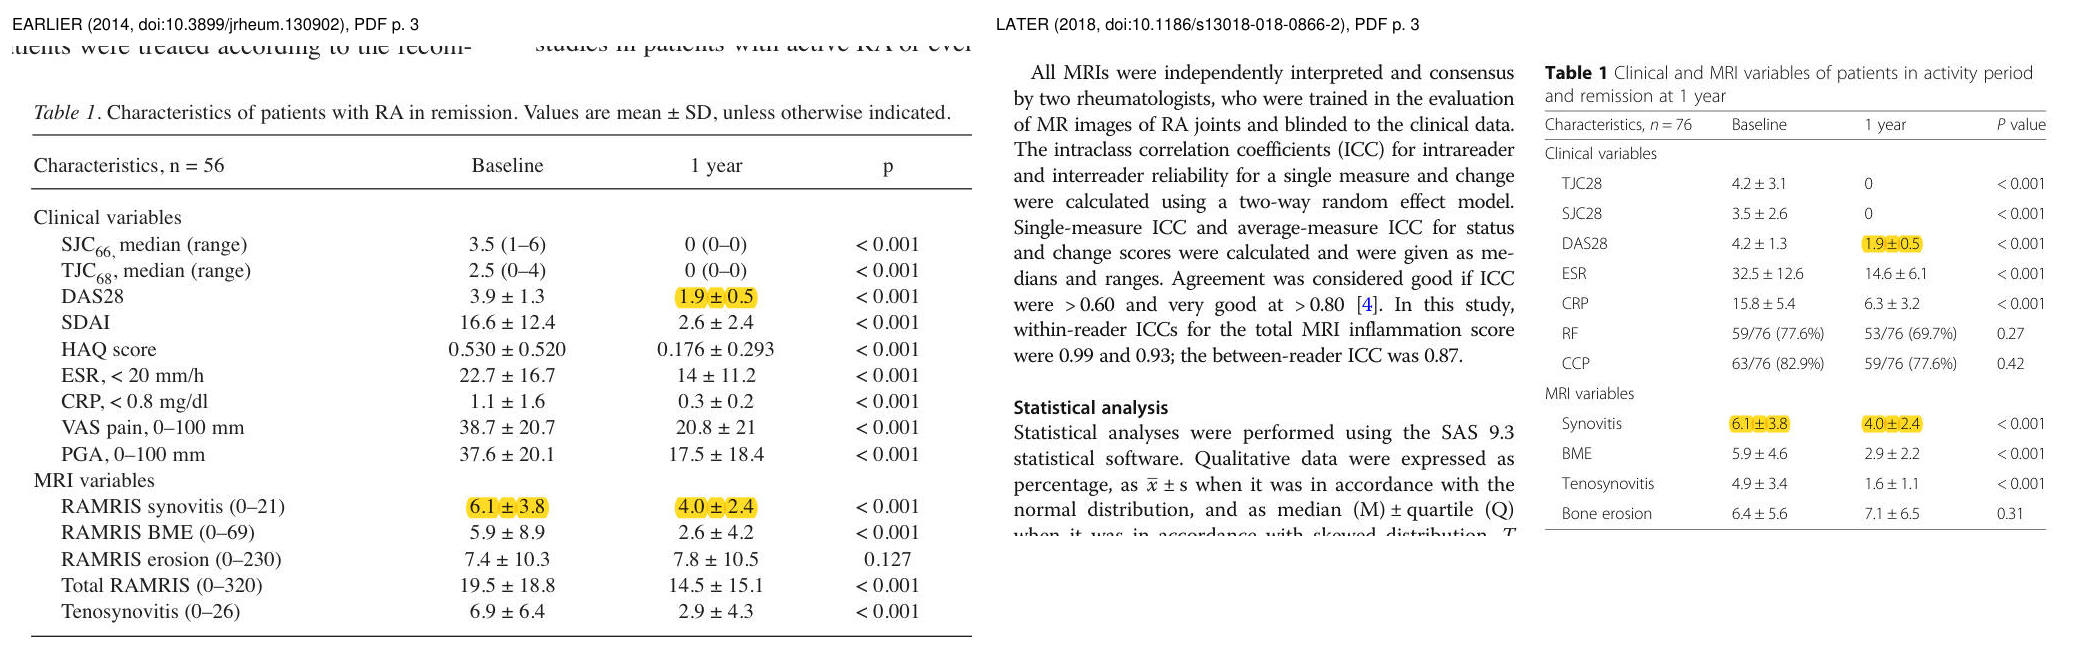 EARLIER (2014, doi:10.3899/jrheum.130902), PDF p. 3
tients were treated according to the recom-
studies in patients with active RA or ever
Table 1. Characteristics of patients with RA in remission. Values are mean ± SD, unless otherwise indicated.
Characteristics, n = 56 Baseline 1 year p
Clinical variables
SJC66, median (range) 3.5 (1–6) 0 (0–0) < 0.001
TJC68, median (range) 2.5 (0–4) 0 (0–0) < 0.001
DAS28 3.9 ± 1.3 1.9 ± 0.5 < 0.001
SDAI 16.6 ± 12.4 2.6 ± 2.4 < 0.001
HAQ score 0.530 ± 0.520 0.176 ± 0.293 < 0.001
ESR, < 20 mm/h 22.7 ± 16.7 14 ± 11.2 < 0.001
CRP, < 0.8 mg/dl 1.1 ± 1.6 0.3 ± 0.2 < 0.001
VAS pain, 0–100 mm 38.7 ± 20.7 20.8 ± 21 < 0.001
PGA, 0–100 mm 37.6 ± 20.1 17.5 ± 18.4 < 0.001
MRI variables
RAMRIS synovitis (0–21) 6.1 ± 3.8 4.0 ± 2.4 < 0.001
RAMRIS BME (0–69) 5.9 ± 8.9 2.6 ± 4.2 < 0.001
RAMRIS erosion (0–230) 7.4 ± 10.3 7.8 ± 10.5 0.127
Total RAMRIS (0–320) 19.5 ± 18.8 14.5 ± 15.1 < 0.001
Tenosynovitis (0–26) 6.9 ± 6.4 2.9 ± 4.3 < 0.001
LATER (2018, doi:10.1186/s13018-018-0866-2), PDF p. 3
All MRIs were independently interpreted and consensus
by two rheumatologists, who were trained in the evaluation
of MR images of RA joints and blinded to the clinical data.
The intraclass correlation coefficients (ICC) for intrareader
and interreader reliability for a single measure and change
were calculated using a two-way random effect model.
Single-measure ICC and average-measure ICC for status
and change scores were calculated and were given as me-
dians and ranges. Agreement was considered good if ICC
were > 0.60 and very good at > 0.80 [4]. In this study,
within-reader ICCs for the total MRI inflammation score
were 0.99 and 0.93; the between-reader ICC was 0.87.
Statistical analysis
Statistical analyses were performed using the SAS 9.3
statistical software. Qualitative data were expressed as
percentage, as x̅ ± s when it was in accordance with the
normal distribution, and as median (M) ± quartile (Q)
when it was in accordance with skewed distribution. T
Table 1 Clinical and MRI variables of patients in activity period
and remission at 1 year
Characteristics, n = 76 Baseline 1 year P value
Clinical variables
TJC28 4.2 ± 3.1 0 < 0.001
SJC28 3.5 ± 2.6 0 < 0.001
DAS28 4.2 ± 1.3 1.9 ± 0.5 < 0.001
ESR 32.5 ± 12.6 14.6 ± 6.1 < 0.001
CRP 15.8 ± 5.4 6.3 ± 3.2 < 0.001
RF 59/76 (77.6%) 53/76 (69.7%) 0.27
CCP 63/76 (82.9%) 59/76 (77.6%) 0.42
MRI variables
Synovitis 6.1 ± 3.8 4.0 ± 2.4 < 0.001
BME 5.9 ± 4.6 2.9 ± 2.2 < 0.001
Tenosynovitis 4.9 ± 3.4 1.6 ± 1.1 < 0.001
Bone erosion 6.4 ± 5.6 7.1 ± 6.5 0.31